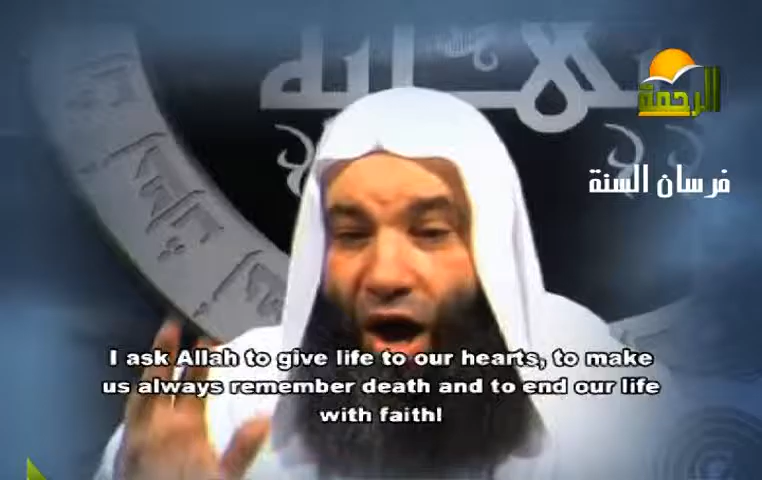 الرحمة
فرسان السنة
I ask Allah to give life to our hearts, to make
us always remember death and to end our life
with faith!